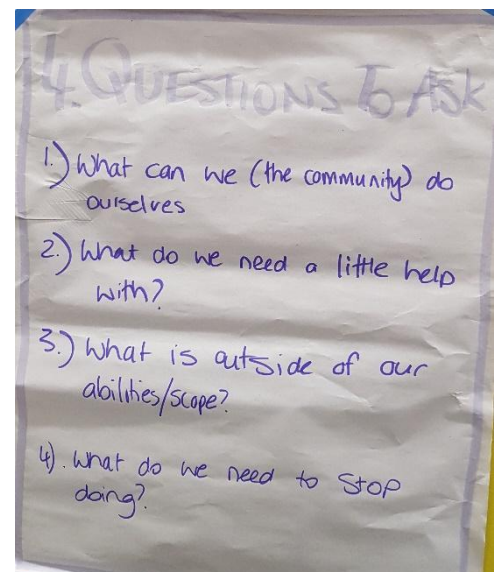 4. QUESTIONS TO ASK
1.) What can we (the community) do
ourselves
2.) What do we need a little help
with?
3.) What is outside of our
abilities/scope?
4). What do we need to Stop
doing?